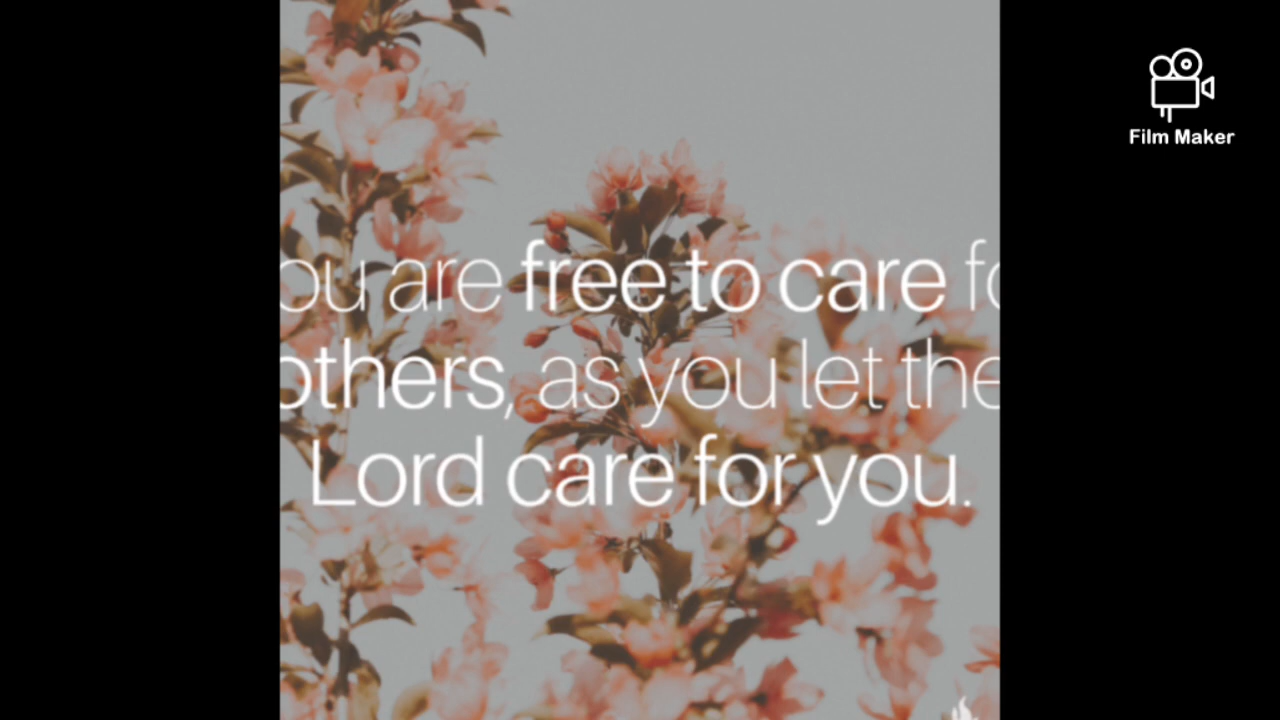 ou are free to care fo
others, as you let the
Lord care for you.
Film Maker